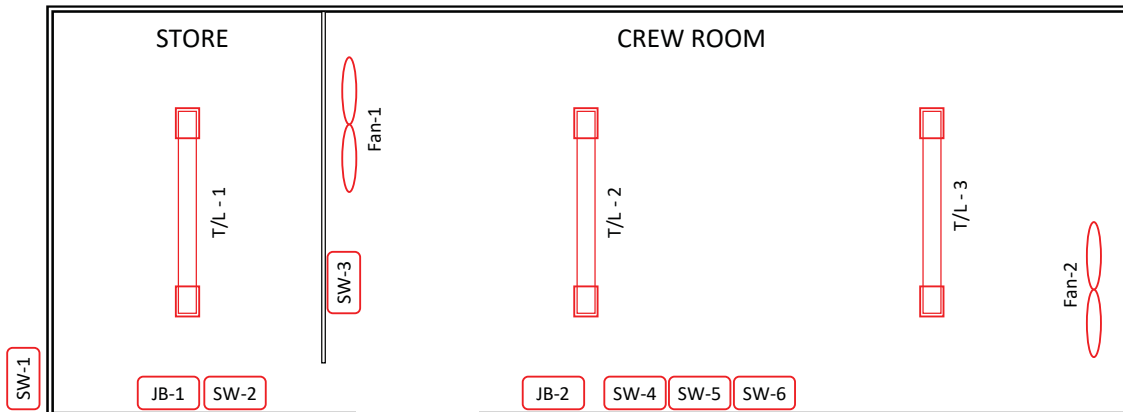 STORE
CREW ROOM
Fan-1
T/L - 1
T/L - 2
T/L - 3
SW-3
Fan-2
SW-1
JB-1
SW-2
JB-2
SW-4
SW-5
SW-6